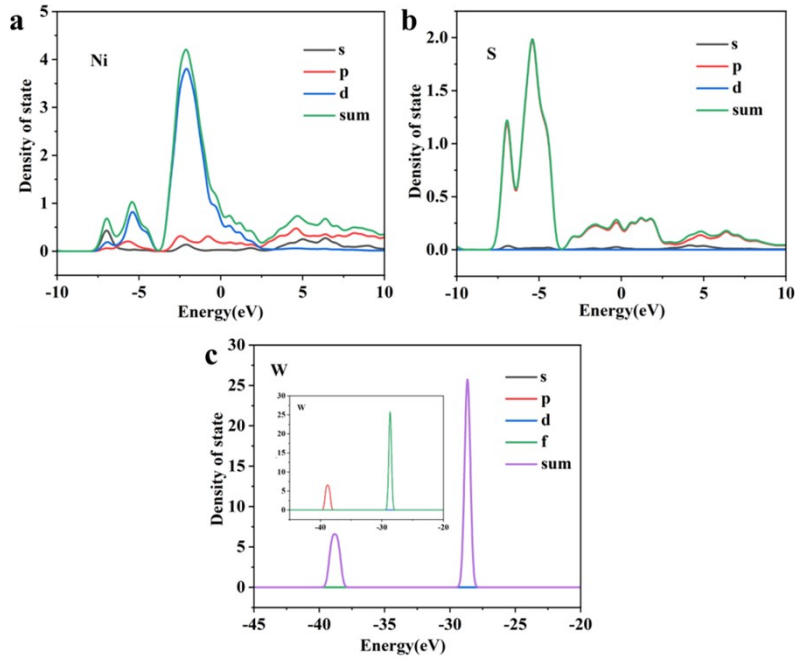 a
Ni
Density of state
5
4
3
2
1
0
s
p
d
sum
-10 -5 0 5 10
Energy(eV)
b
S
Density of state
2.0
1.5
1.0
0.5
0.0
s
p
d
sum
-10 -5 0 5 10
Energy(eV)
c
W
Density of state
30
25
20
15
10
5
0
W
30
25
20
15
10
5
0
-40 -30 -20
s
p
d
f
sum
-45 -40 -35 -30 -25 -20
Energy(eV)